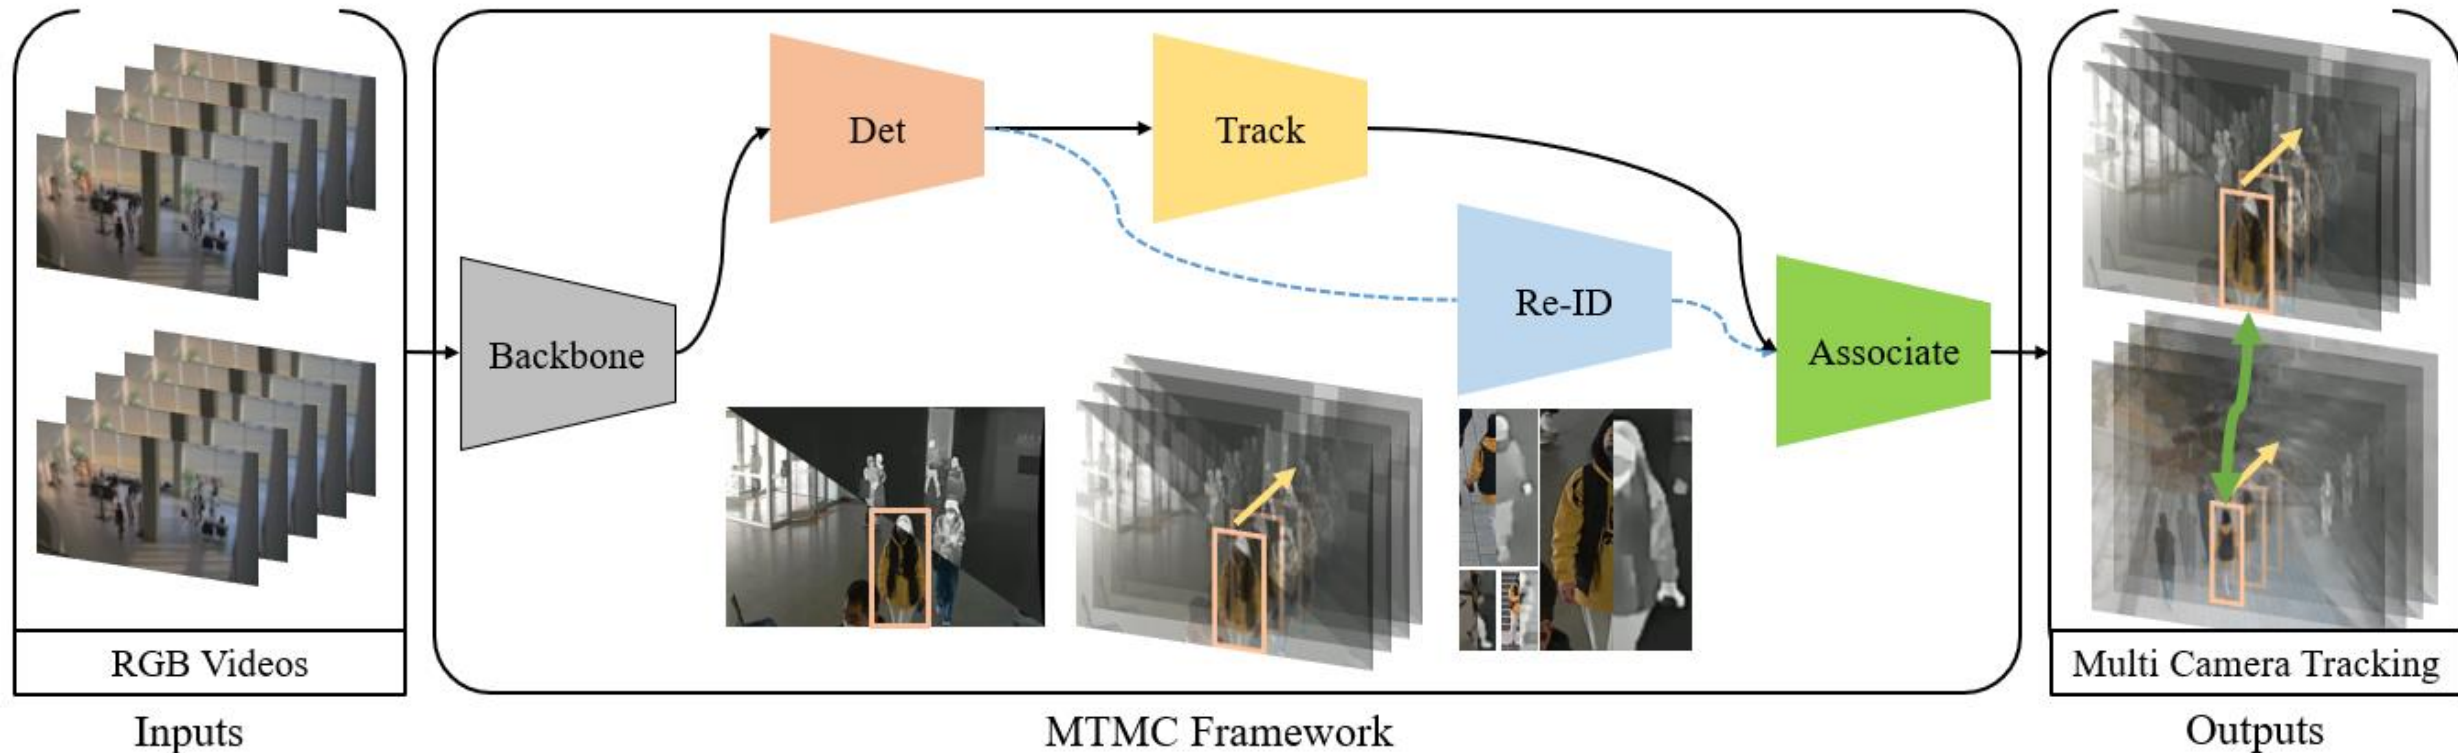 Det
Track
Re-ID
Backbone
Associate
RGB Videos
Multi Camera Tracking
Inputs
MTMC Framework
Outputs